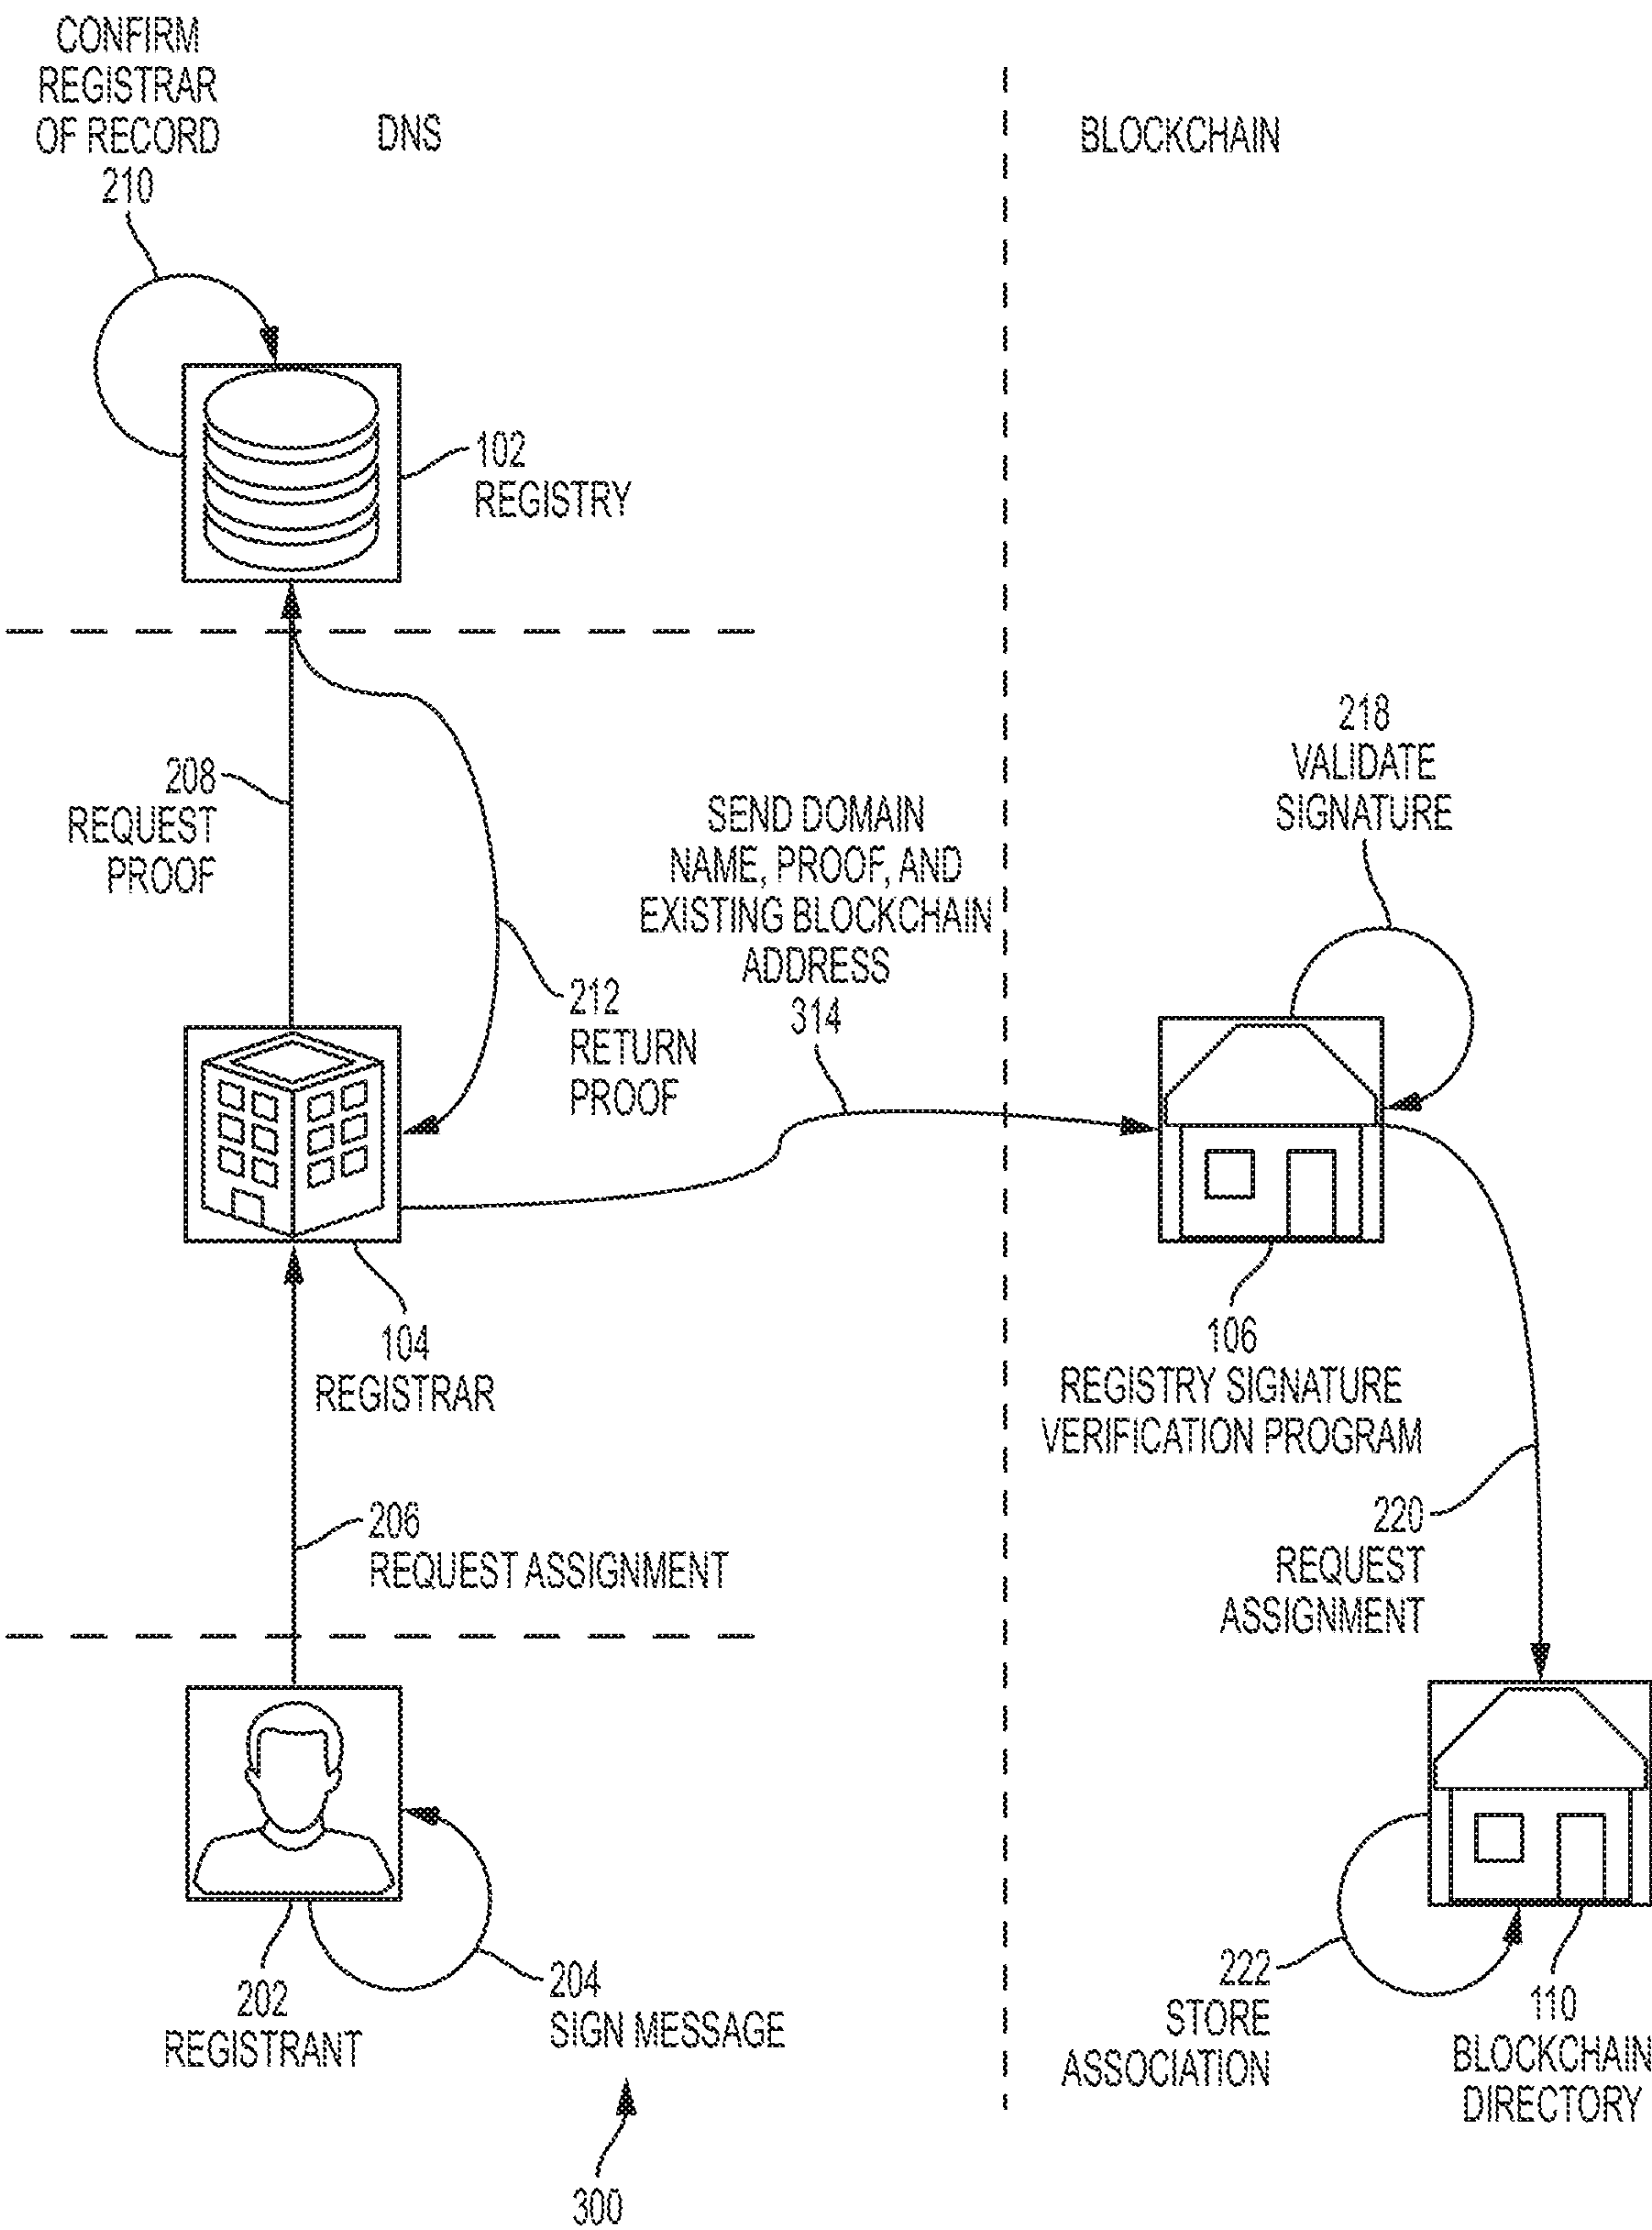 CONFIRM
REGISTRAR
OF RECORD
210
DNS
BLOCKCHAIN
102
REGISTRY
208
REQUEST
PROOF
212
RETURN
PROOF
SEND DOMAIN
NAME, PROOF, AND
EXISTING BLOCKCHAIN
ADDRESS
314
218
VALIDATE
SIGNATURE
104
REGISTRAR
106
REGISTRY SIGNATURE
VERIFICATION PROGRAM
206
REQUEST ASSIGNMENT
220
REQUEST
ASSIGNMENT
202
REGISTRANT
204
SIGN MESSAGE
222
STORE
ASSOCIATION
110
BLOCKCHAIN
DIRECTORY
300